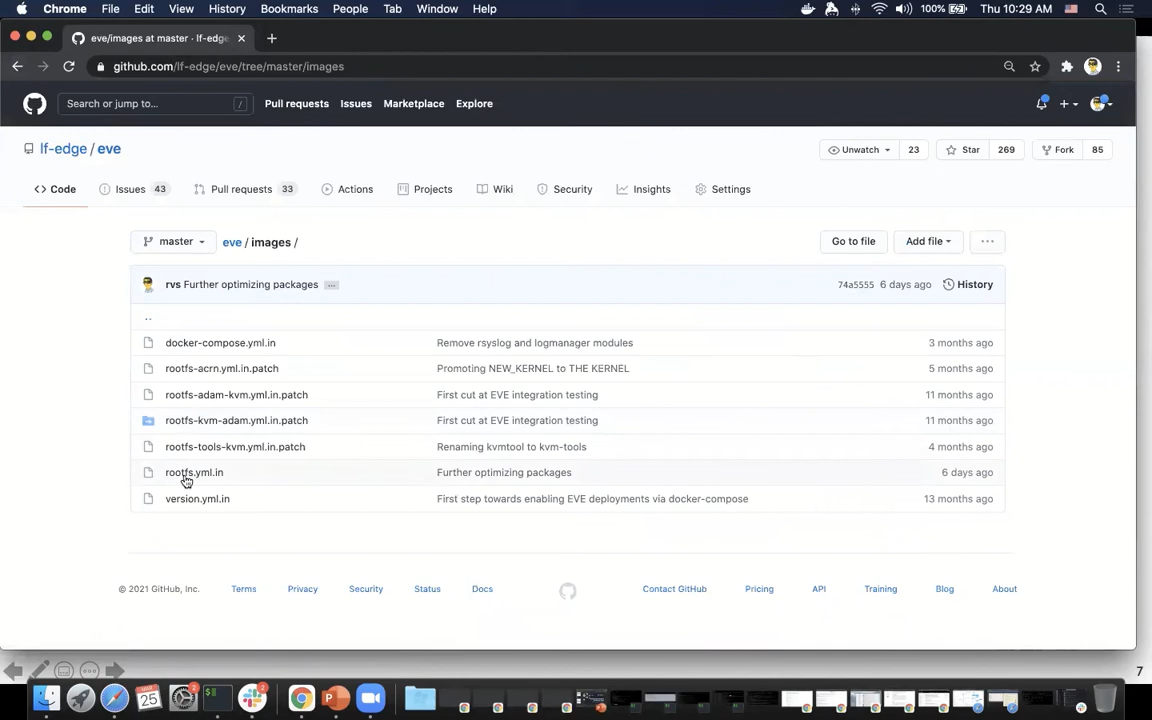 Chrome File Edit View History Bookmarks People Tab Window Help 100% Thu 10:29 AM
eve/images at master · lf-edge
github.com/lf-edge/eve/tree/master/images
Search or jump to... / Pull requests Issues Marketplace Explore
lf-edge / eve Unwatch 23 Star 269 Fork 85
Code Issues 43 Pull requests 33 Actions Projects Wiki Security Insights Settings
master eve / images / Go to file Add file ...
rvs Further optimizing packages ... 74a5555 6 days ago History
..
docker-compose.yml.in Remove rsyslog and logmanager modules 3 months ago
rootfs-acrn.yml.in.patch Promoting NEW_KERNEL to THE KERNEL 5 months ago
rootfs-adam-kvm.yml.in.patch First cut at EVE integration testing 11 months ago
rootfs-kvm-adam.yml.in.patch First cut at EVE integration testing 11 months ago
rootfs-tools-kvm.yml.in.patch Renaming kvmtool to kvm-tools 4 months ago
rootfs.yml.in Further optimizing packages 6 days ago
version.yml.in First step towards enabling EVE deployments via docker-compose 13 months ago
© 2021 GitHub, Inc. Terms Privacy Security Status Docs Contact GitHub Pricing API Training Blog About
7
25